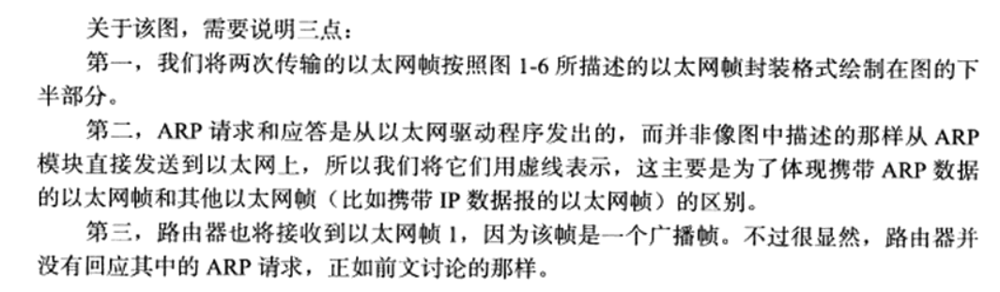 关于该图，需要说明三点：
第一，我们将两次传输的以太网帧按照图 1-6 所描述的以太网帧封装格式绘制在图的下
半部分。
第二，ARP 请求和应答是从以太网驱动程序发出的，而并非像图中描述的那样从 ARP
模块直接发送到以太网上，所以我们将它们用虚线表示，这主要是为了体现携带 ARP 数据
的以太网帧和其他以太网帧（比如携带 IP 数据报的以太网帧）的区别。
第三，路由器也将接收到以太网帧 1，因为该帧是一个广播帧。不过很显然，路由器并
没有回应其中的 ARP 请求，正如前文讨论的那样。